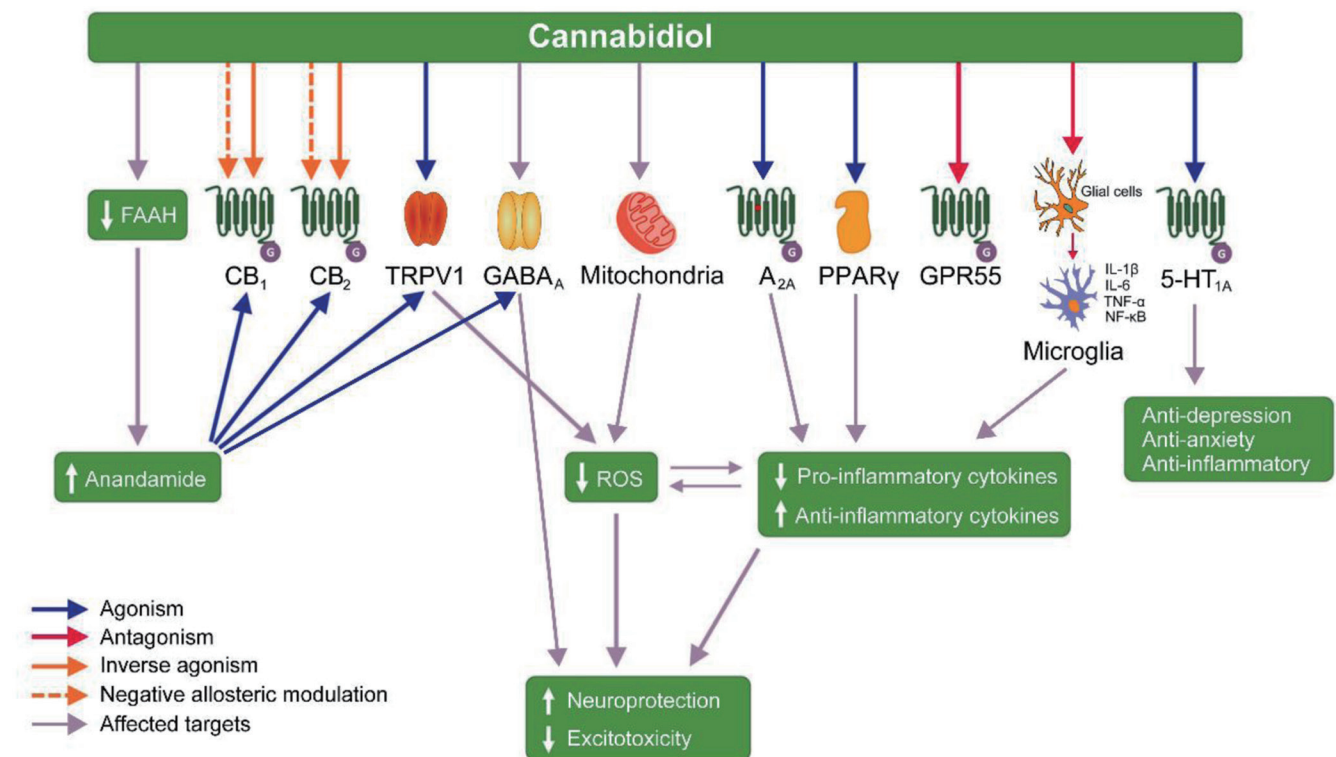 Cannabidiol
↓ FAAH
G
CB₁
G
CB₂
TRPV1
GABA_A
Mitochondria
G
A₂A
PPARγ
G
GPR55
Glial cells
IL-1β
IL-6
TNF-α
NF-κB
Microglia
G
5-HT₁A
Anti-depression
Anti-anxiety
Anti-inflammatory
↑ Anandamide
↓ ROS
↓ Pro-inflammatory cytokines
↑ Anti-inflammatory cytokines
Agonism
Antagonism
Inverse agonism
Negative allosteric modulation
Affected targets
↑ Neuroprotection
↓ Excitotoxicity